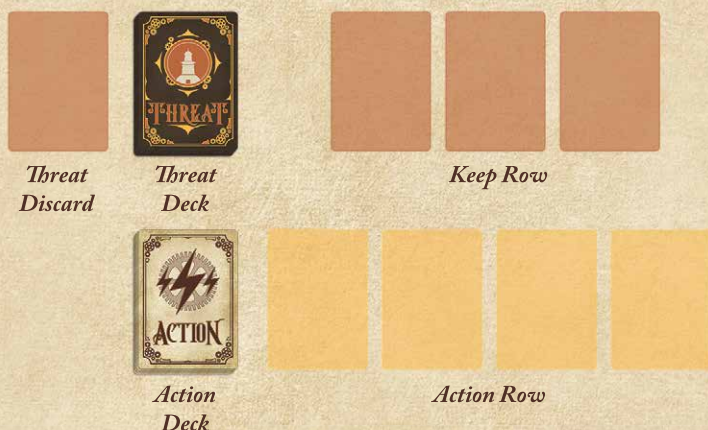 THREAT
Threat
Discard
Threat
Deck
Keep Row
ACTION
Action
Deck
Action Row